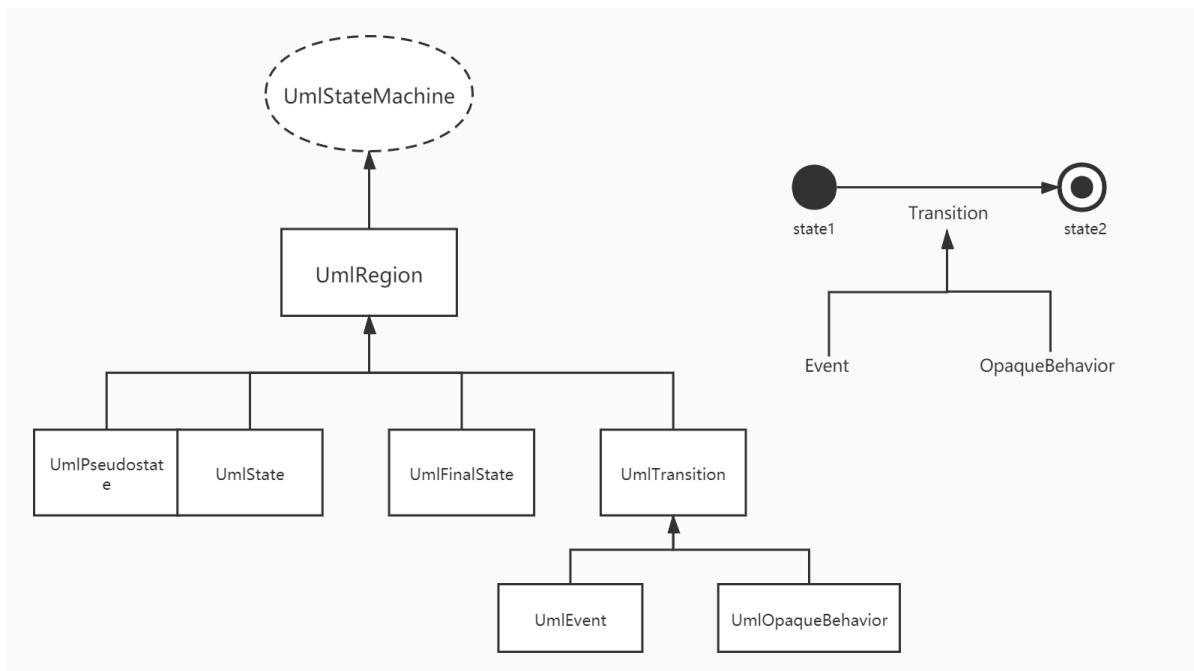 UmlStateMachine
UmlRegion
UmlPseudostat
e
UmlState
UmlFinalState
UmlTransition
UmlEvent
UmlOpaqueBehavior
Transition
state1
state2
Event
OpaqueBehavior